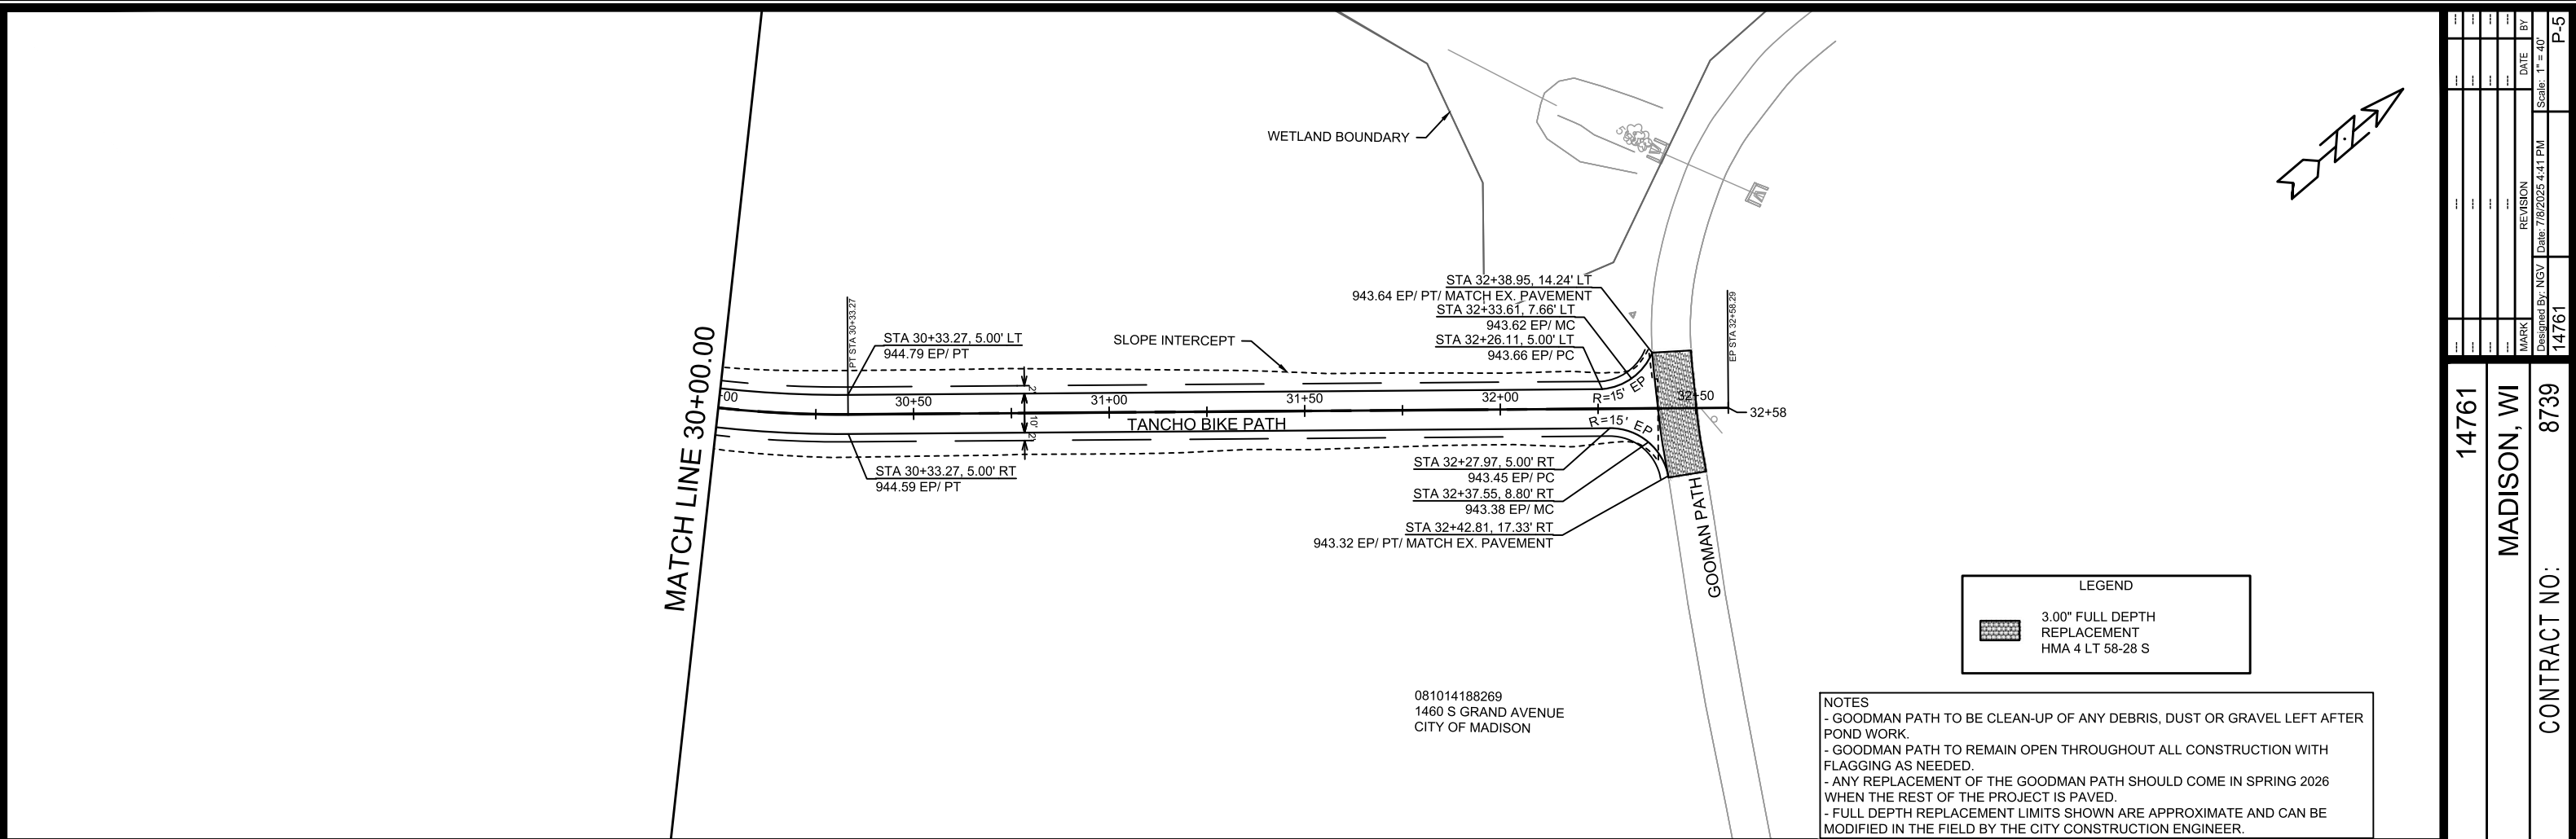 WETLAND BOUNDARY
STA 32+38.95, 14.24' LT
943.64 EP/ PT/ MATCH EX. PAVEMENT
STA 32+33.61, 7.66' LT
943.62 EP/ MC
STA 32+26.11, 5.00' LT
943.66 EP/ PC
PT STA 30+33.27
STA 30+33.27, 5.00' LT
944.79 EP/ PT
SLOPE INTERCEPT
EP STA 32+58.29
MATCH LINE 30+00.00
+00
30+50
31+00
31+50
32+00
32+50
32+58
2'
10'
2'
R=15' EP
R=15' EP
TANCHO BIKE PATH
STA 30+33.27, 5.00' RT
944.59 EP/ PT
STA 32+27.97, 5.00' RT
943.45 EP/ PC
STA 32+37.55, 8.80' RT
943.38 EP/ MC
STA 32+42.81, 17.33' RT
943.32 EP/ PT/ MATCH EX. PAVEMENT
GOODMAN PATH
081014188269
1460 S GRAND AVENUE
CITY OF MADISON
LEGEND
3.00" FULL DEPTH
REPLACEMENT
HMA 4 LT 58-28 S
NOTES
- GOODMAN PATH TO BE CLEAN-UP OF ANY DEBRIS, DUST OR GRAVEL LEFT AFTER
POND WORK.
- GOODMAN PATH TO REMAIN OPEN THROUGHOUT ALL CONSTRUCTION WITH
FLAGGING AS NEEDED.
- ANY REPLACEMENT OF THE GOODMAN PATH SHOULD COME IN SPRING 2026
WHEN THE REST OF THE PROJECT IS PAVED.
- FULL DEPTH REPLACEMENT LIMITS SHOWN ARE APPROXIMATE AND CAN BE
MODIFIED IN THE FIELD BY THE CITY CONSTRUCTION ENGINEER.
MARK REVISION DATE BY
Designed By: NGV Date: 7/8/2025 4:41 PM Scale: 1" = 40'
14761 P-5
14761
MADISON, WI
CONTRACT NO: 8739